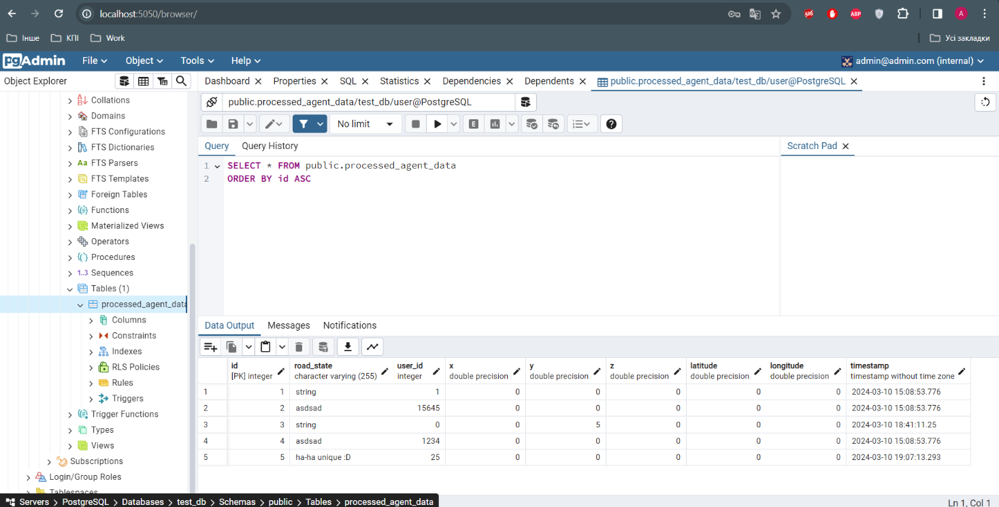 localhost:5050/browser/
A
Інше КПІ Work Усі закладки
pgAdmin File Object Tools Help admin@admin.com (internal)
Object Explorer
Dashboard Properties SQL Statistics Dependencies Dependents public.processed_agent_data/test_db/user@PostgreSQL
Collations
Domains
FTS Configurations
FTS Dictionaries
Aa FTS Parsers
FTS Templates
Foreign Tables
Functions
Materialized Views
Operators
Procedures
1..3 Sequences
Tables (1)
processed_agent_data
Columns
Constraints
Indexes
RLS Policies
Rules
Triggers
Trigger Functions
Types
Views
Subscriptions
Login/Group Roles
Tablespaces
public.processed_agent_data/test_db/user@PostgreSQL
No limit
E
Query Query History
Scratch Pad
1 SELECT * FROM public.processed_agent_data
2 ORDER BY id ASC
Data Output Messages Notifications
id road_state user_id x y z latitude longitude timestamp
[PK] integer character varying (255) integer double precision double precision double precision double precision double precision timestamp without time zone
1 1 string 1 0 0 0 0 0 2024-03-10 15:08:53.776
2 2 asdsad 15645 0 0 0 0 0 2024-03-10 15:08:53.776
3 3 string 0 0 5 0 0 0 2024-03-10 18:41:11.25
4 4 asdsad 1234 0 0 0 0 0 2024-03-10 15:08:53.776
5 5 ha-ha unique :D 25 0 0 0 0 0 2024-03-10 19:07:13.293
Servers > PostgreSQL > Databases > test_db > Schemas > public > Tables > processed_agent_data
Ln 1, Col 1